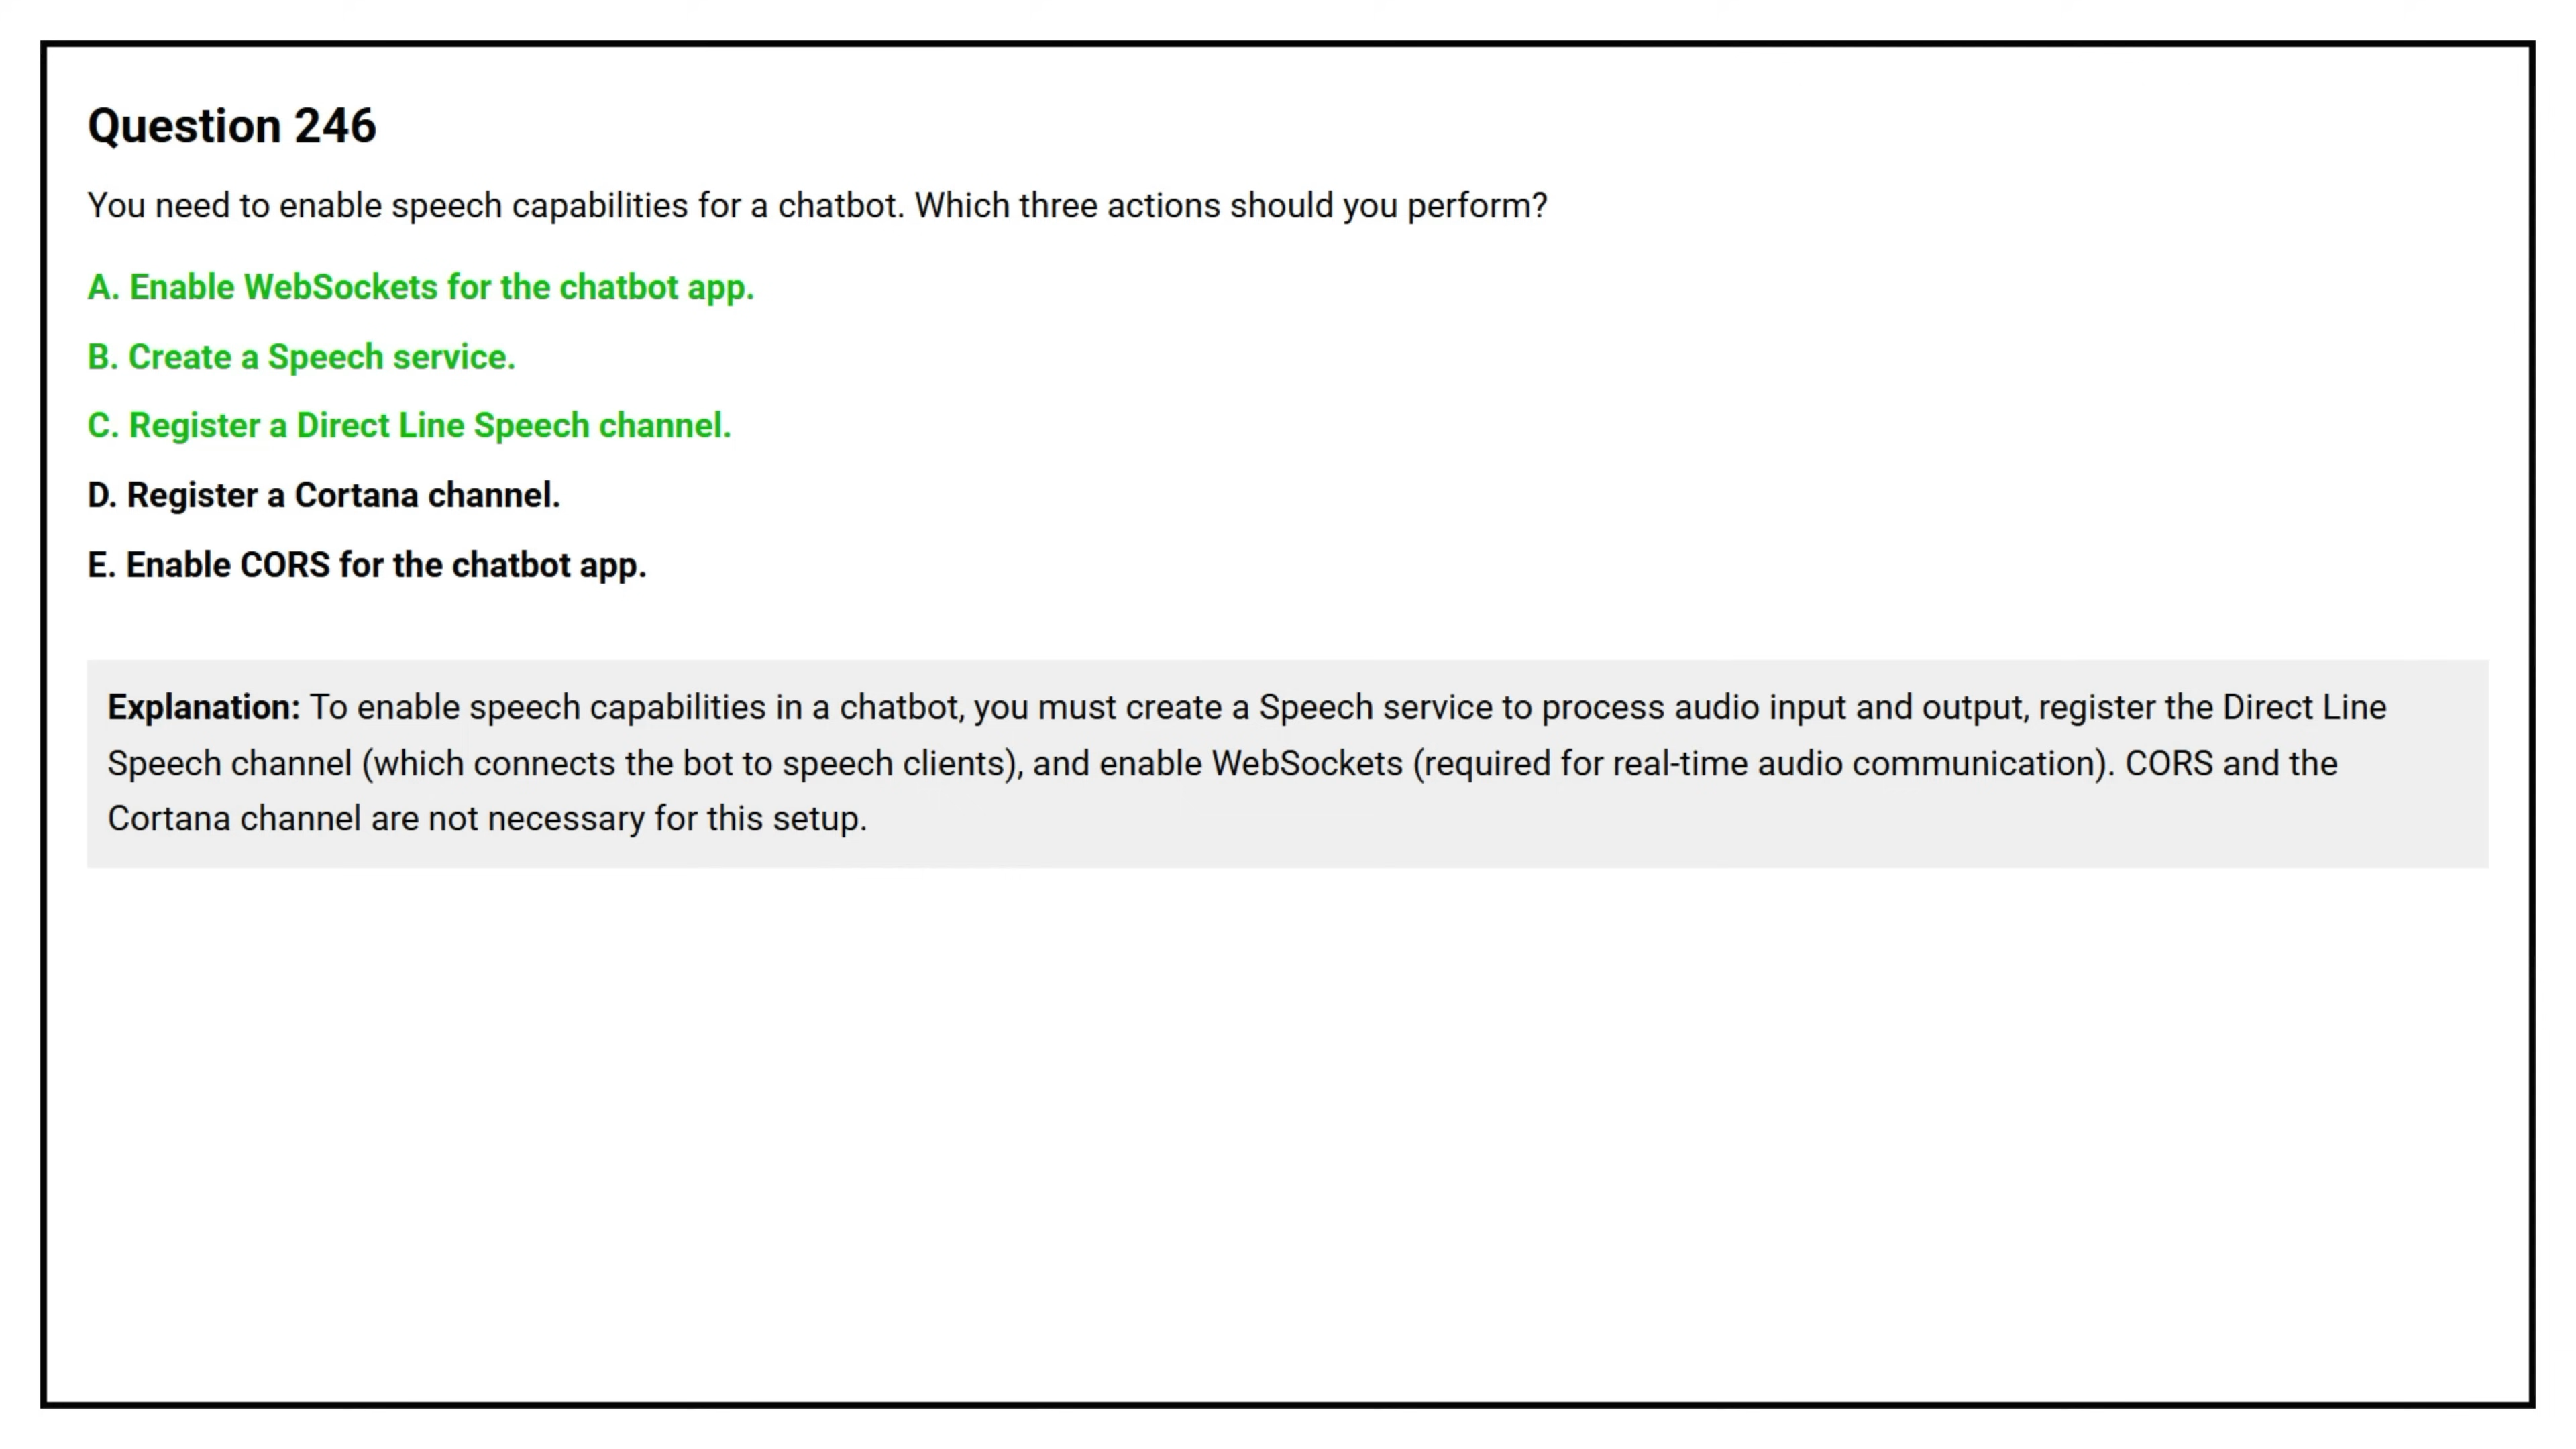 Question 246
You need to enable speech capabilities for a chatbot. Which three actions should you perform?
A. Enable WebSockets for the chatbot app.
B. Create a Speech service.
C. Register a Direct Line Speech channel.
D. Register a Cortana channel.
E. Enable CORS for the chatbot app.
Explanation: To enable speech capabilities in a chatbot, you must create a Speech service to process audio input and output, register the Direct Line
Speech channel (which connects the bot to speech clients), and enable WebSockets (required for real-time audio communication). CORS and the
Cortana channel are not necessary for this setup.